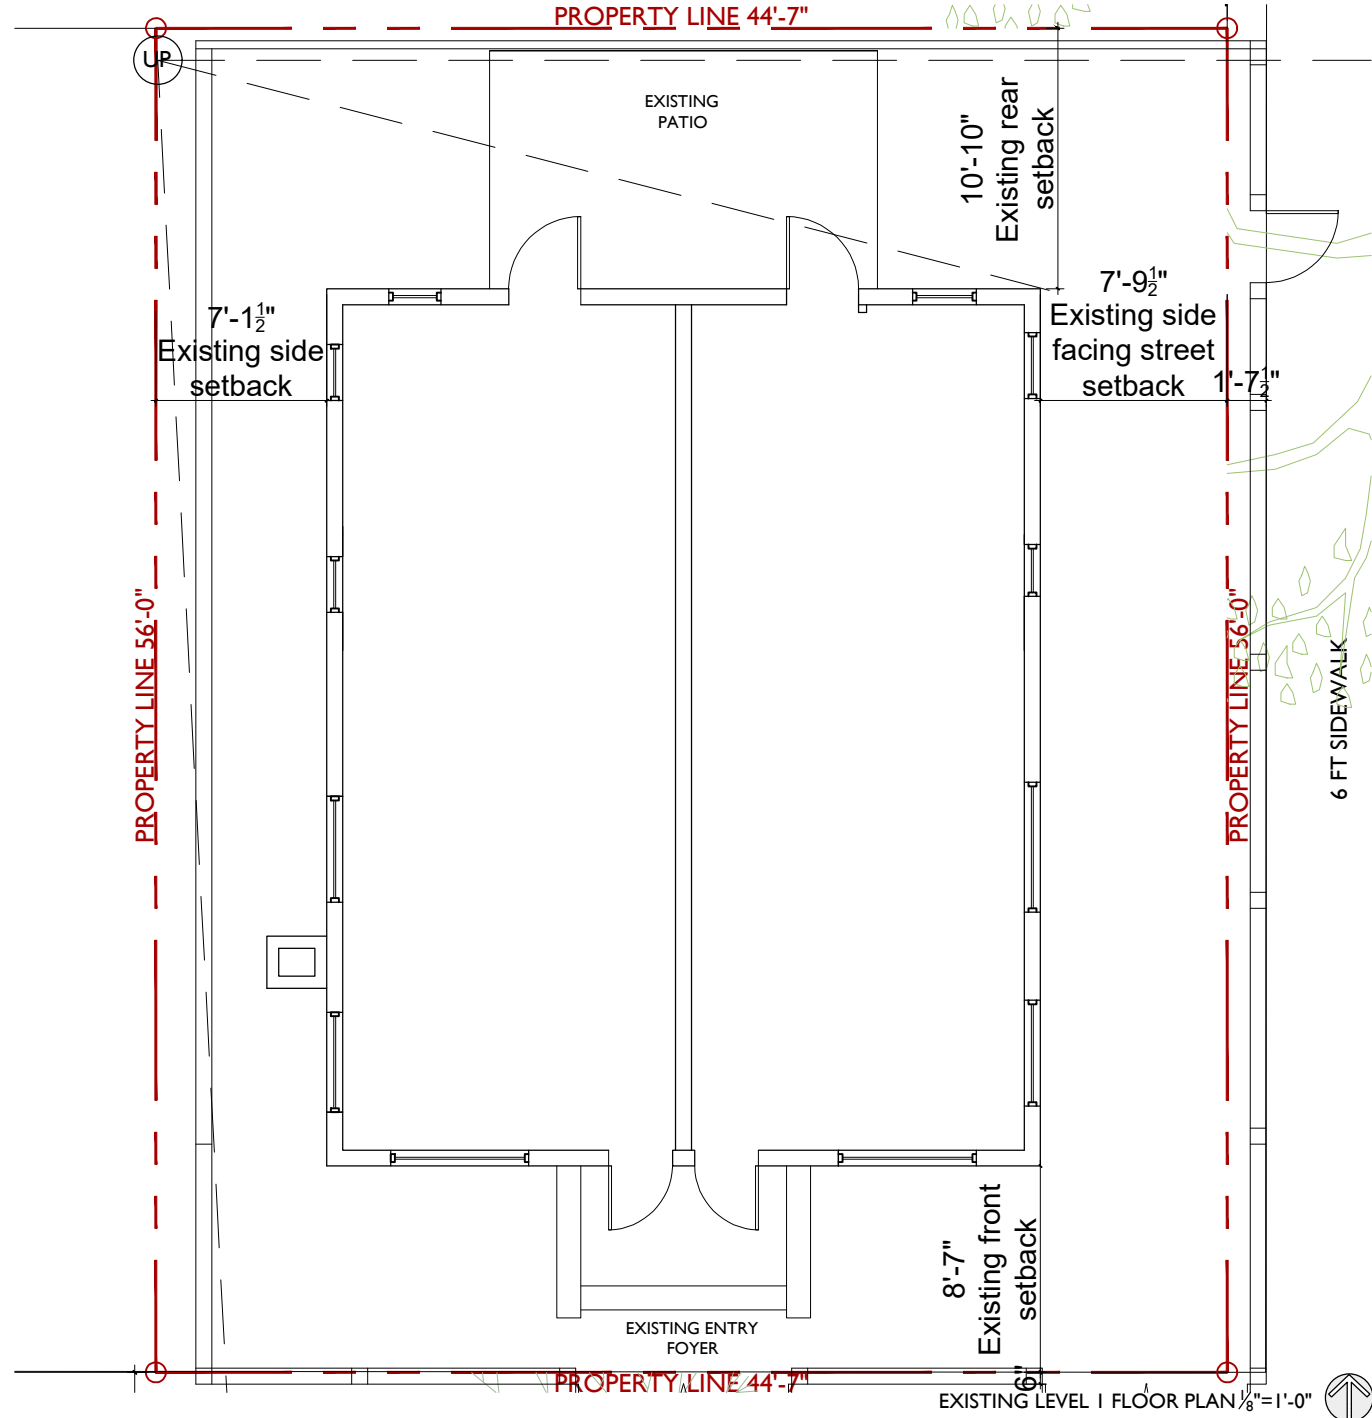 PROPERTY LINE 44'-7"
UP
EXISTING
PATIO
10'-10"
Existing rear
setback
7'-1½"
Existing side
setback
7'-9½"
Existing side
facing street
setback
1'-7½"
PROPERTY LINE 56'-0"
PROPERTY LINE 56'-0"
6 FT SIDEWALK
8'-7"
Existing front
setback
EXISTING ENTRY
FOYER
6"
PROPERTY LINE 44'-7"
EXISTING LEVEL 1 FLOOR PLAN ⅛"=1'-0"